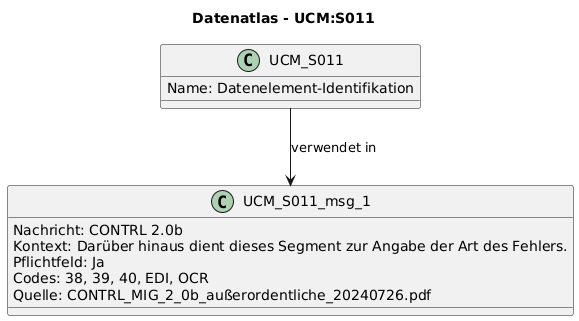 Datenatlas - UCM:S011
C UCM_S011
Name: Datenelement-Identifikation
verwendet in
C UCM_S011_msg_1
Nachricht: CONTRL 2.0b
Kontext: Darüber hinaus dient dieses Segment zur Angabe der Art des Fehlers.
Pflichtfeld: Ja
Codes: 38, 39, 40, EDI, OCR
Quelle: CONTRL_MIG_2_0b_außerordentliche_20240726.pdf